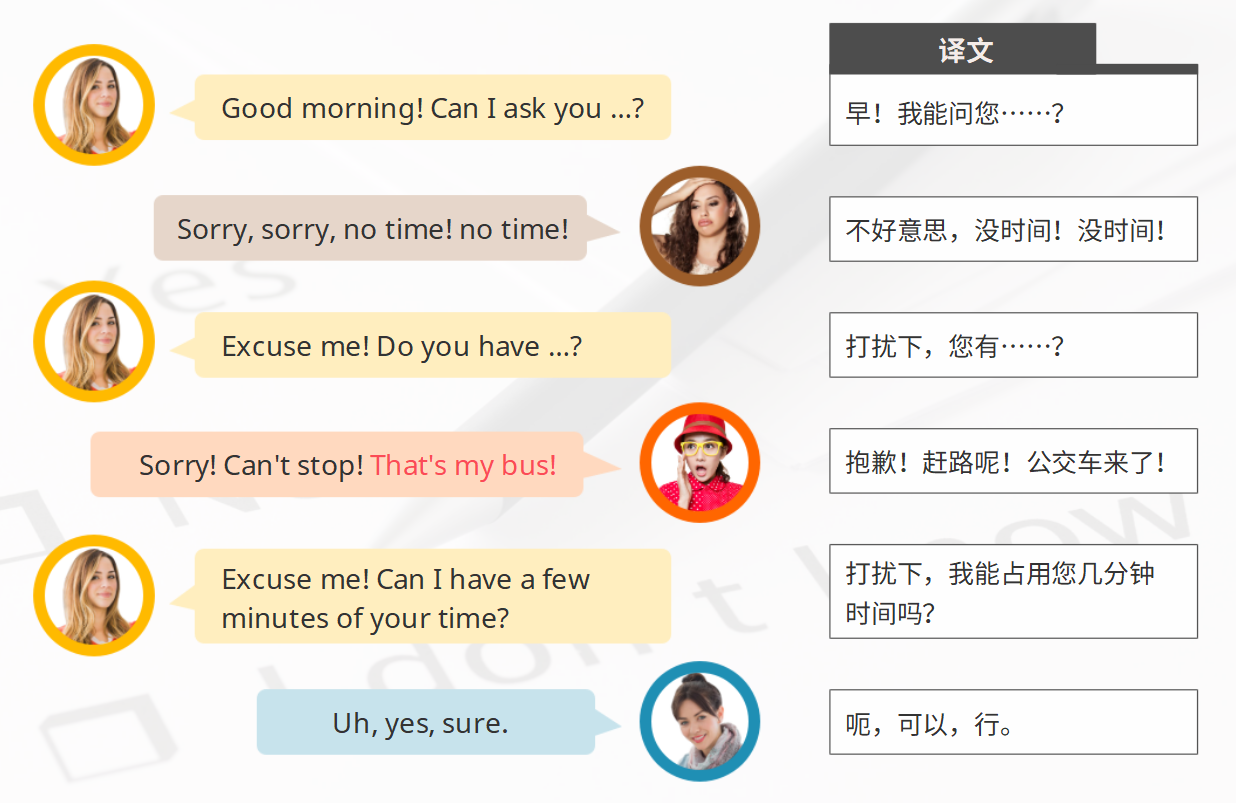 译文
Good morning! Can I ask you ...?
早！我能问您……？
Sorry, sorry, no time! no time!
不好意思，没时间！没时间！
Excuse me! Do you have ...?
打扰下，您有……？
Sorry! Can't stop! That's my bus!
抱歉！赶路呢！公交车来了！
Excuse me! Can I have a few
minutes of your time?
打扰下，我能占用您几分钟
时间吗？
Uh, yes, sure.
呃，可以，行。
Yes
No
I don't know